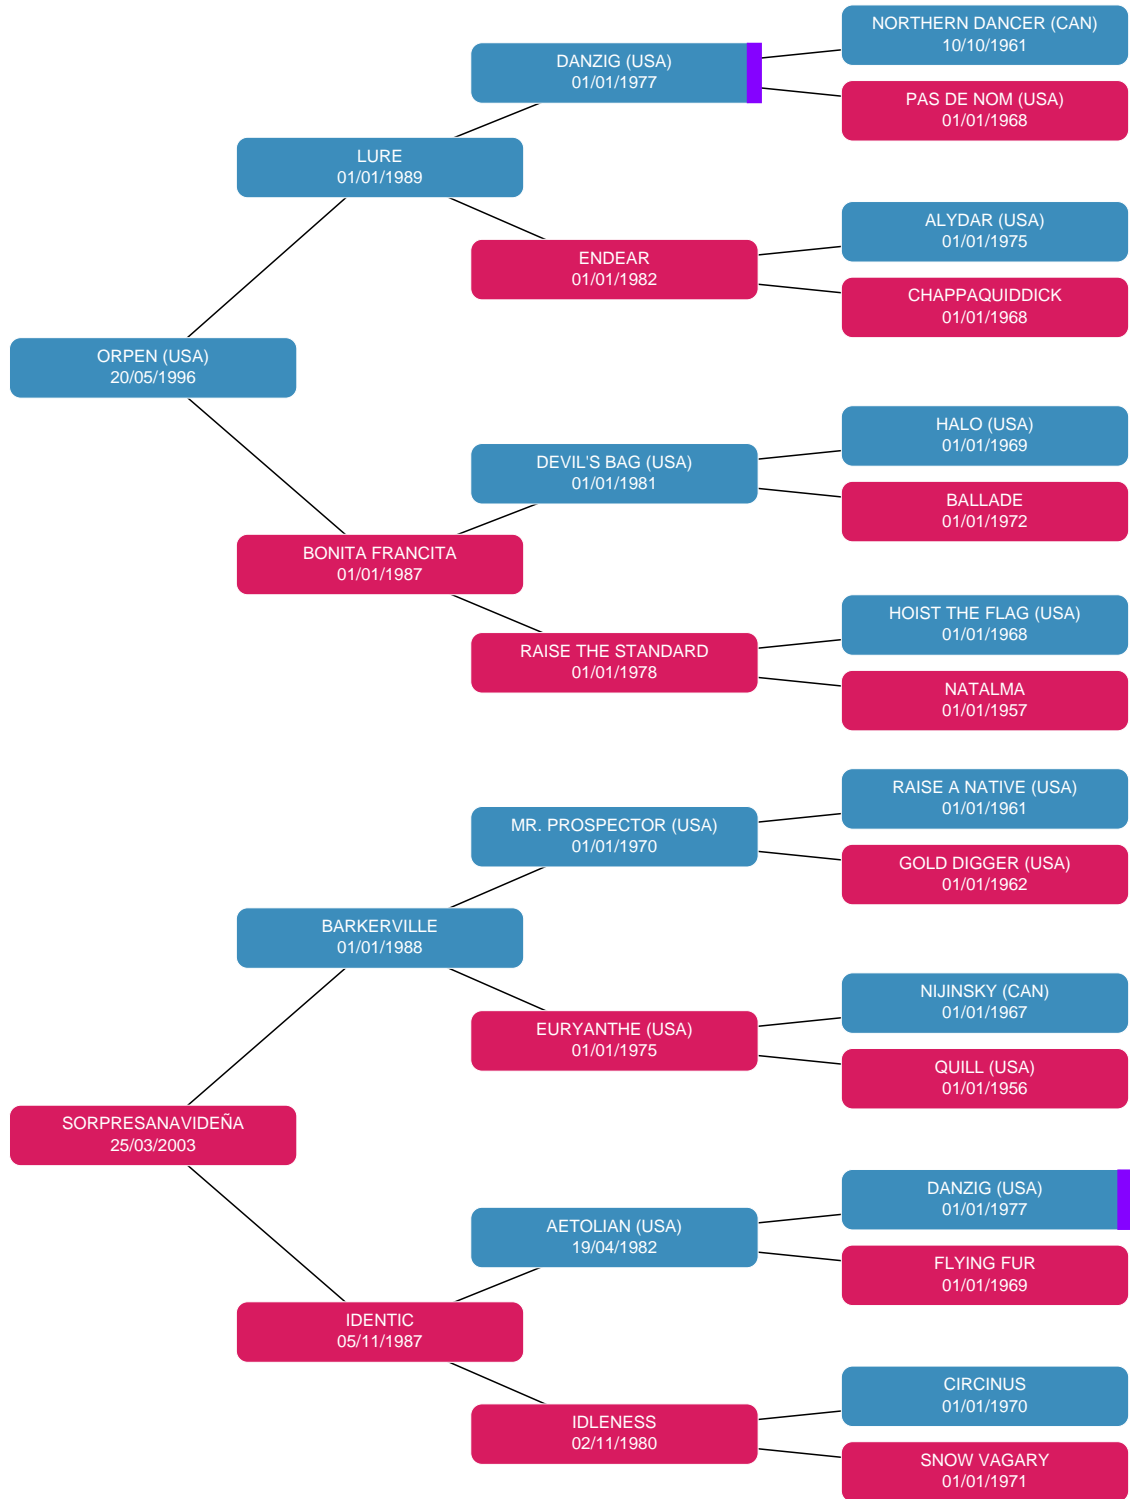 NORTHERN DANCER (CAN)
10/10/1961
DANZIG (USA)
01/01/1977
PAS DE NOM (USA)
01/01/1968
LURE
01/01/1989
ALYDAR (USA)
01/01/1975
ENDEAR
01/01/1982
CHAPPAQUIDDICK
01/01/1968
ORPEN (USA)
20/05/1996
HALO (USA)
01/01/1969
DEVIL'S BAG (USA)
01/01/1981
BALLADE
01/01/1972
BONITA FRANCITA
01/01/1987
HOIST THE FLAG (USA)
01/01/1968
RAISE THE STANDARD
01/01/1978
NATALMA
01/01/1957
RAISE A NATIVE (USA)
01/01/1961
MR. PROSPECTOR (USA)
01/01/1970
GOLD DIGGER (USA)
01/01/1962
BARKERVILLE
01/01/1988
NIJINSKY (CAN)
01/01/1967
EURYANTHE (USA)
01/01/1975
QUILL (USA)
01/01/1956
SORPRESANAVIDEÑA
25/03/2003
DANZIG (USA)
01/01/1977
AETOLIAN (USA)
19/04/1982
FLYING FUR
01/01/1969
IDENTIC
05/11/1987
CIRCINUS
01/01/1970
IDLENESS
02/11/1980
SNOW VAGARY
01/01/1971